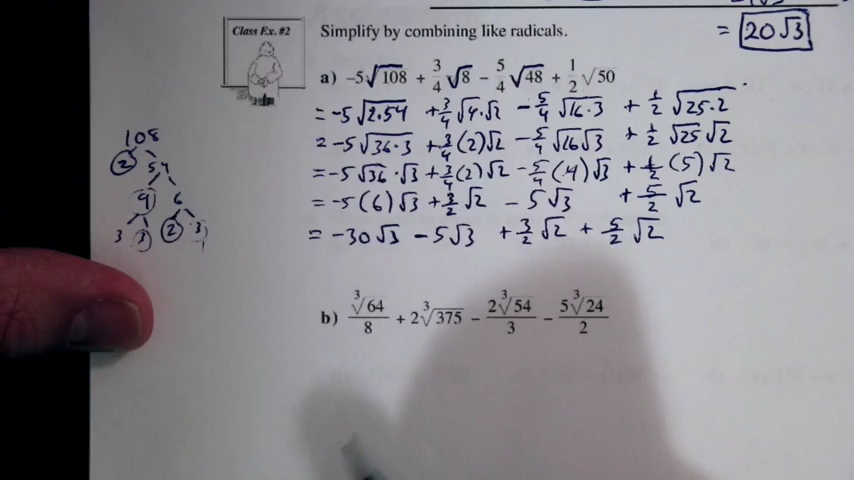 = 20√3
Class Ex. #2
Simplify by combining like radicals.
a) -5√108 + 3/4 √8 - 5/4 √48 + 1/2 √50
= -5√2·54 + 3/4 √4·√2 - 5/4 √16·3 + 1/2 √25·2
= -5√36·3 + 3/4 (2)√2 - 5/4 √16 √3 + 1/2 √25 √2
= -5√36 · √3 + 3/4 (2)√2 - 5/4 (4)√3 + 1/2 (5)√2
= -5(6)√3 + 3/2 √2 - 5√3 + 5/2 √2
= -30√3 - 5√3 + 3/2 √2 + 5/2 √2
108
2 54
9 6
3 3 2 3
b) ∛64/8 + 2∛375 - 2∛54/3 - 5∛24/2